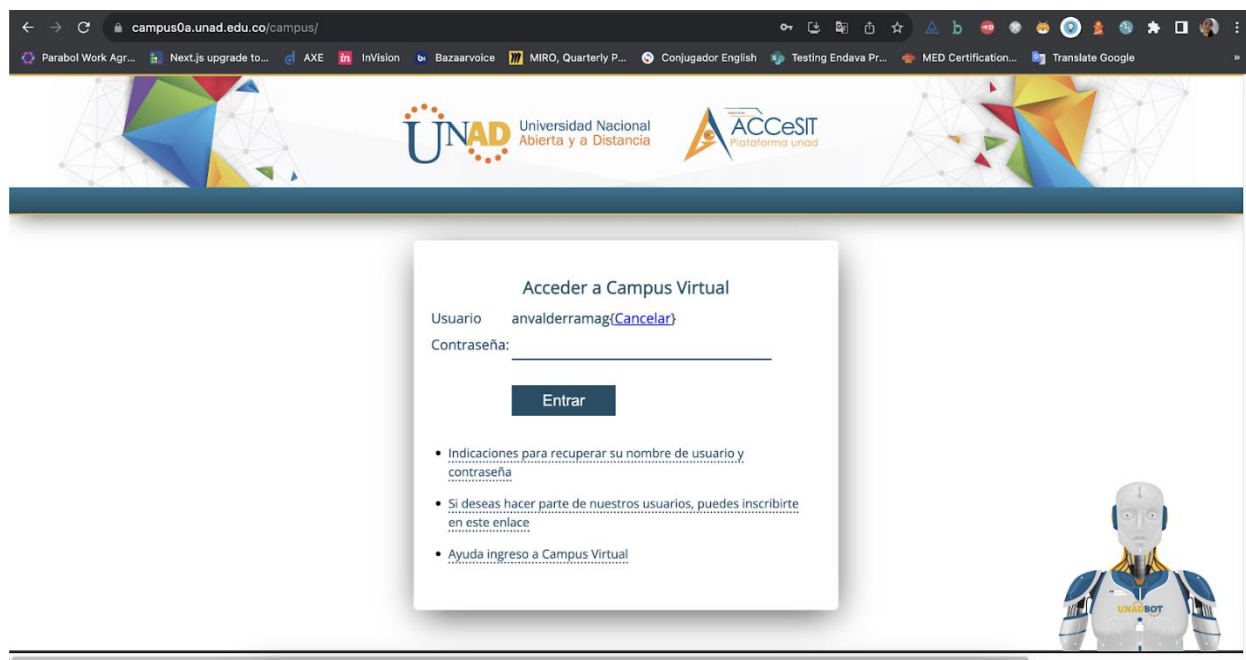 campus0a.unad.edu.co/campus/
Parabol Work Agr... Next.js upgrade to... AXE InVision Bazaarvoice MIRO, Quarterly P... Conjugador English Testing Endava Pr... MED Certification... Translate Google »
UNAD Universidad Nacional
Abierta y a Distancia
ACCeSIT
Plataforma unad
Acceder a Campus Virtual
Usuario anvalderramag{Cancelar}
Contraseña:
Entrar
Indicaciones para recuperar su nombre de usuario y
contraseña
Si deseas hacer parte de nuestros usuarios, puedes inscribirte
en este enlace
Ayuda ingreso a Campus Virtual
UNADBOT